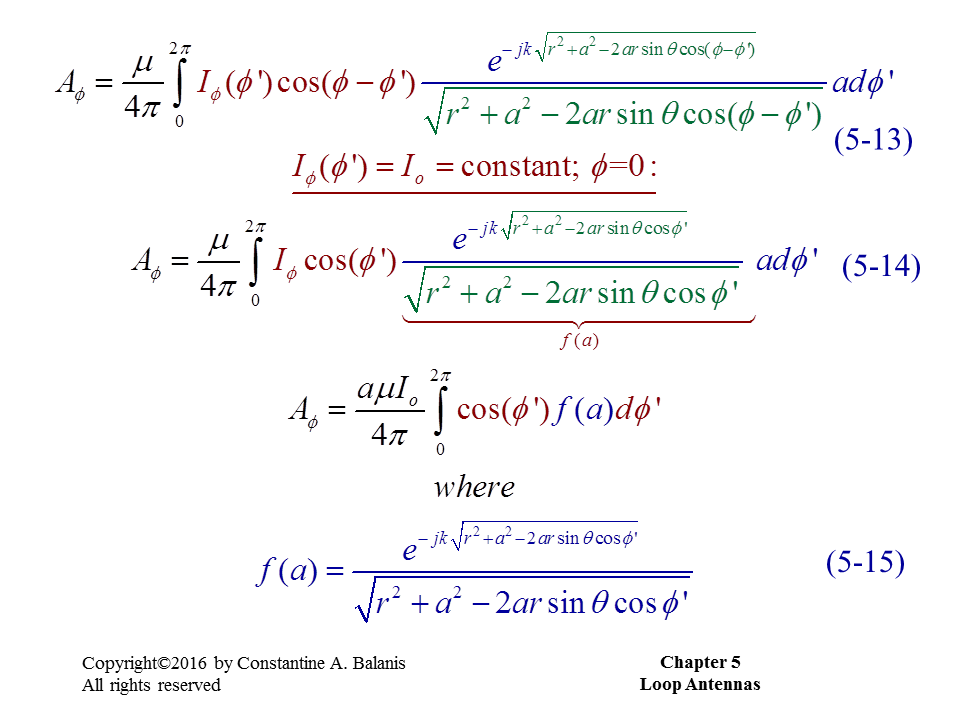 A_ϕ = μ/4π ∫_0^2π I_ϕ(ϕ')cos(ϕ − ϕ') e^(−jk√(r² + a² − 2ar sin θ cos(ϕ−ϕ')))/√(r² + a² − 2ar sin θ cos(ϕ − ϕ')) adϕ' (5-13)
I_ϕ(ϕ') = I_o = constant; ϕ=0 :
A_ϕ = μ/4π ∫_0^2π I_ϕ cos(ϕ') e^(−jk√(r² + a² − 2ar sin θ cos ϕ'))/√(r² + a² − 2ar sin θ cos ϕ') adϕ' (5-14)
f (a)
A_ϕ = aμI_o/4π ∫_0^2π cos(ϕ') f (a)dϕ'
where
f (a) = e^(−jk√(r² + a² − 2ar sin θ cos ϕ'))/√(r² + a² − 2ar sin θ cos ϕ') (5-15)
Copyright©2016 by Constantine A. Balanis
All rights reserved
Chapter 5
Loop Antennas